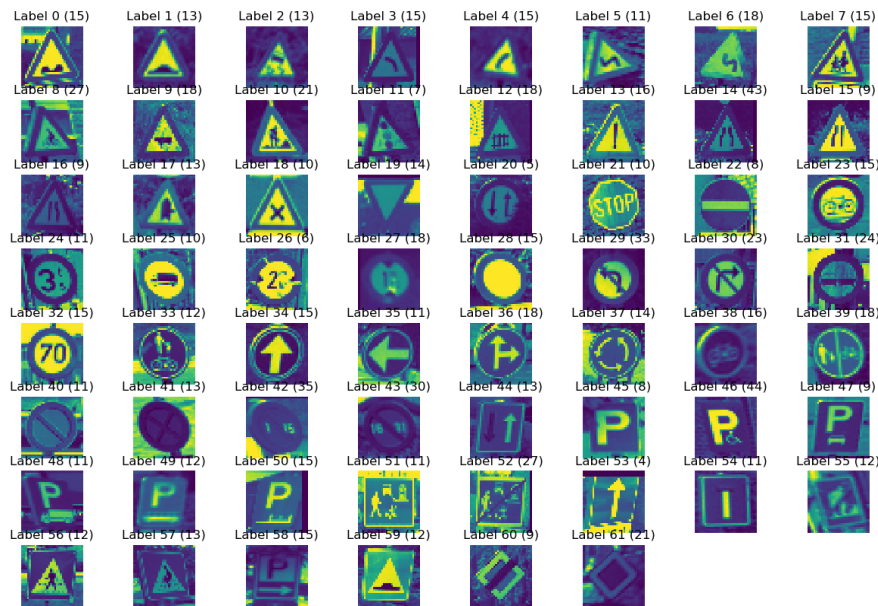 Label 0 (15) Label 1 (13) Label 2 (13) Label 3 (15) Label 4 (15) Label 5 (11) Label 6 (18) Label 7 (15)
Label 8 (27) Label 9 (18) Label 10 (21) Label 11 (7) Label 12 (18) Label 13 (16) Label 14 (43) Label 15 (9)
Label 16 (9) Label 17 (13) Label 18 (10) Label 19 (14) Label 20 (5) Label 21 (10) Label 22 (8) Label 23 (15)
STOP
Label 24 (11) Label 25 (10) Label 26 (6) Label 27 (18) Label 28 (15) Label 29 (33) Label 30 (23) Label 31 (24)
Label 32 (15) Label 33 (12) Label 34 (15) Label 35 (11) Label 36 (18) Label 37 (14) Label 38 (16) Label 39 (18)
70
Label 40 (11) Label 41 (13) Label 42 (35) Label 43 (30) Label 44 (13) Label 45 (8) Label 46 (44) Label 47 (9)
1 15 16 31 P P P
Label 48 (11) Label 49 (12) Label 50 (15) Label 51 (11) Label 52 (27) Label 53 (4) Label 54 (11) Label 55 (12)
P P P
Label 56 (12) Label 57 (13) Label 58 (15) Label 59 (12) Label 60 (9) Label 61 (21)
P